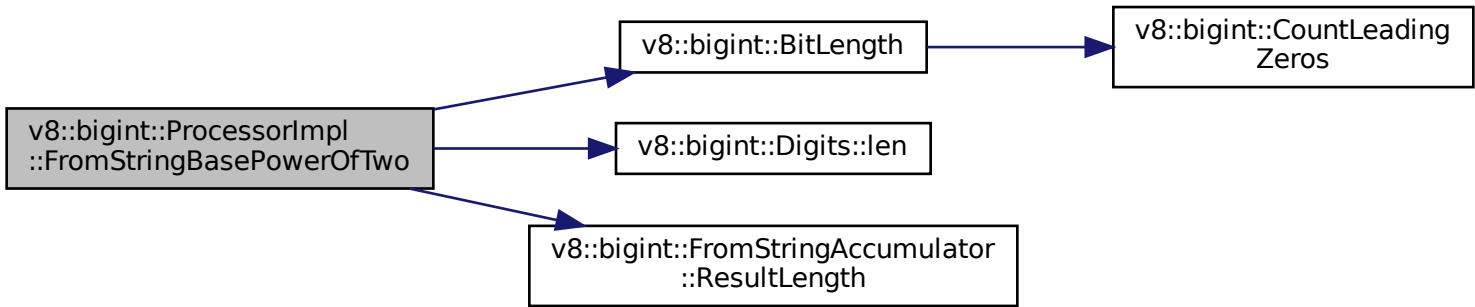 v8::bigint::ProcessorImpl
::FromStringBasePowerOfTwo
v8::bigint::BitLength
v8::bigint::CountLeading
Zeros
v8::bigint::Digits::len
v8::bigint::FromStringAccumulator
::ResultLength